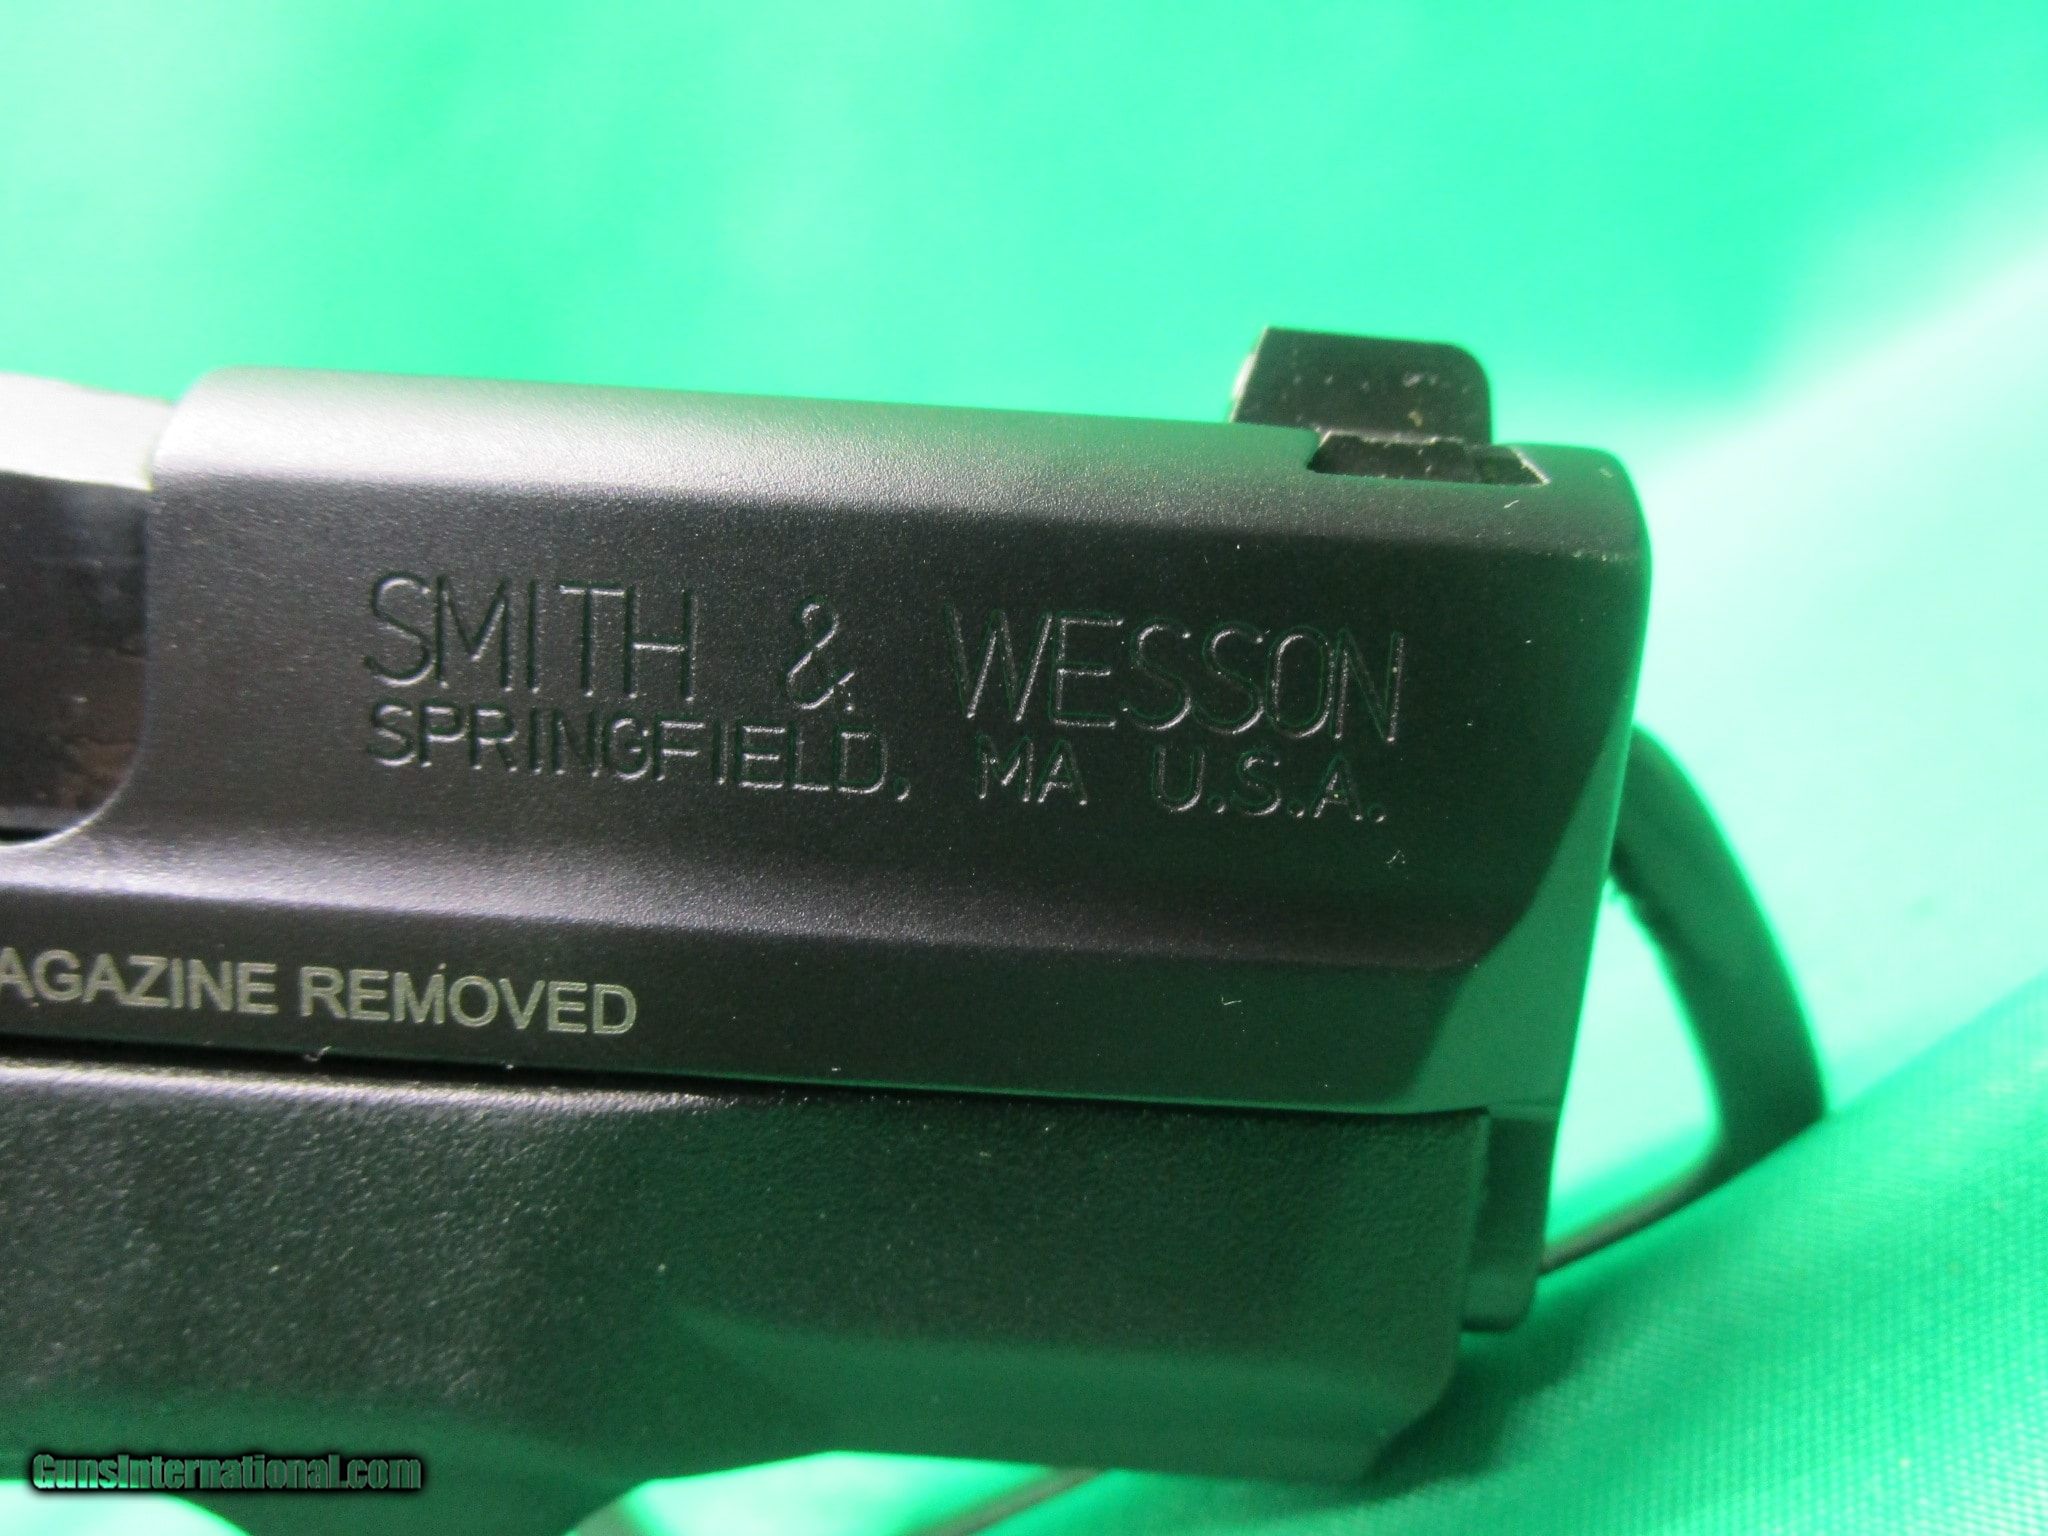 SMITH & WESSON
SPRINGFIELD, MA U.S.A.
AGAZINE REMOVED
GunsInternational.com